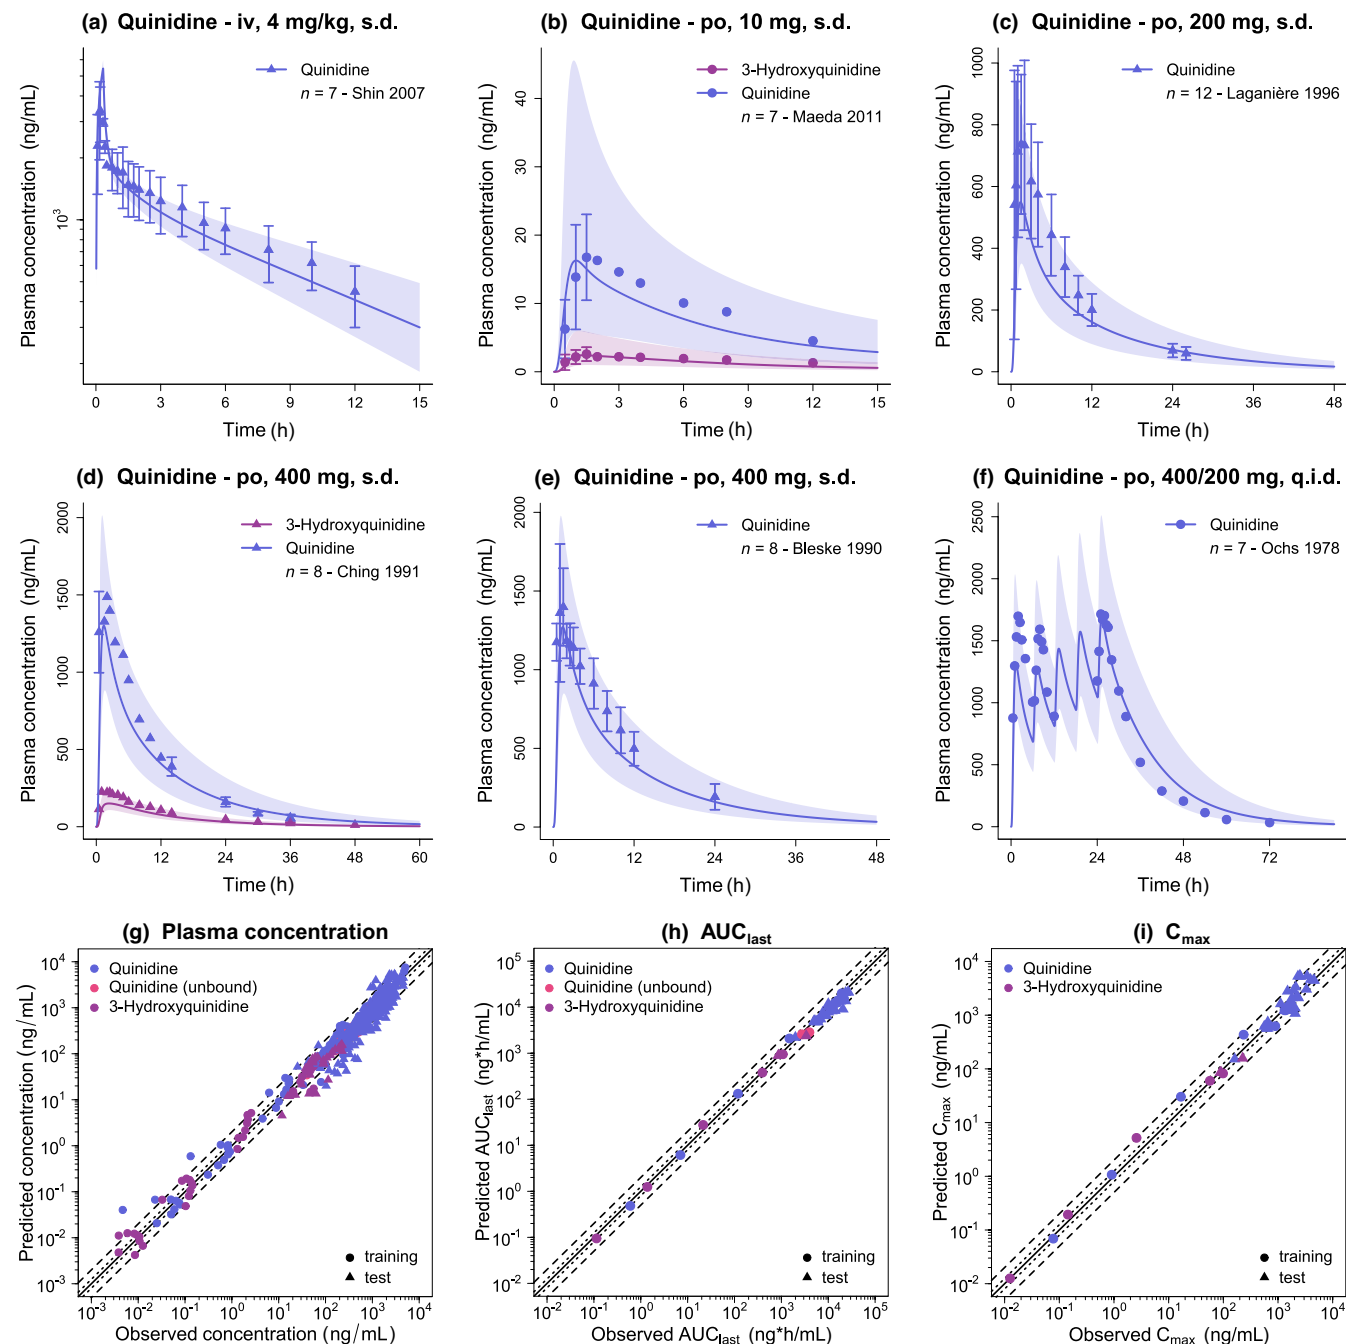 (a) Quinidine - iv, 4 mg/kg, s.d.
Plasma concentration (ng/mL)
10³
Quinidine
n = 7 - Shin 2007
0 3 6 9 12 15
Time (h)
(b) Quinidine - po, 10 mg, s.d.
Plasma concentration (ng/mL)
0 10 20 30 40
3-Hydroxyquinidine
Quinidine
n = 7 - Maeda 2011
0 3 6 9 12 15
Time (h)
(c) Quinidine - po, 200 mg, s.d.
Plasma concentration (ng/mL)
0 200 400 600 800 1000
Quinidine
n = 12 - Laganière 1996
0 12 24 36 48
Time (h)
(d) Quinidine - po, 400 mg, s.d.
Plasma concentration (ng/mL)
0 500 1000 1500 2000
3-Hydroxyquinidine
Quinidine
n = 8 - Ching 1991
0 12 24 36 48 60
Time (h)
(e) Quinidine - po, 400 mg, s.d.
Plasma concentration (ng/mL)
0 500 1000 1500 2000
Quinidine
n = 8 - Bleske 1990
0 12 24 36 48
Time (h)
(f) Quinidine - po, 400/200 mg, q.i.d.
Plasma concentration (ng/mL)
0 500 1000 1500 2000 2500
Quinidine
n = 7 - Ochs 1978
0 24 48 72
Time (h)
(g) Plasma concentration
Predicted concentration (ng/mL)
10⁴
10³
10²
10¹
10⁰
10⁻¹
10⁻²
10⁻³
Quinidine
Quinidine (unbound)
3-Hydroxyquinidine
training
test
10⁻³ 10⁻² 10⁻¹ 10⁰ 10¹ 10² 10³ 10⁴
Observed concentration (ng/mL)
(h) AUClast
Predicted AUClast (ng*h/mL)
10⁵
10⁴
10³
10²
10¹
10⁰
10⁻¹
10⁻²
Quinidine
Quinidine (unbound)
3-Hydroxyquinidine
training
test
10⁻² 10⁻¹ 10⁰ 10¹ 10² 10³ 10⁴ 10⁵
Observed AUClast (ng*h/mL)
(i) Cmax
Predicted Cmax (ng/mL)
10⁴
10³
10²
10¹
10⁰
10⁻¹
10⁻²
Quinidine
3-Hydroxyquinidine
training
test
10⁻² 10⁻¹ 10⁰ 10¹ 10² 10³ 10⁴
Observed Cmax (ng/mL)